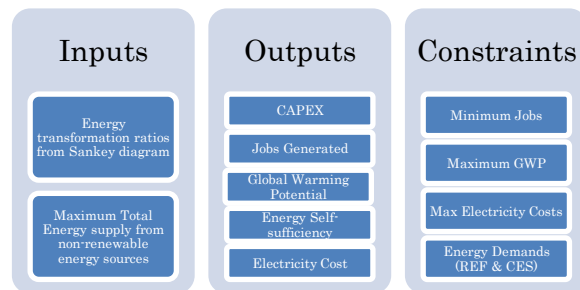 Inputs
Energy
transformation ratios
from Sankey diagram
Maximum Total
Energy supply from
non-renewable
energy sources
Outputs
CAPEX
Jobs Generated
Global Warming
Potential
Energy Self-
sufficiency
Electricity Cost
Constraints
Minimum Jobs
Maximum GWP
Max Electricity Costs
Energy Demands
(REF & CES)